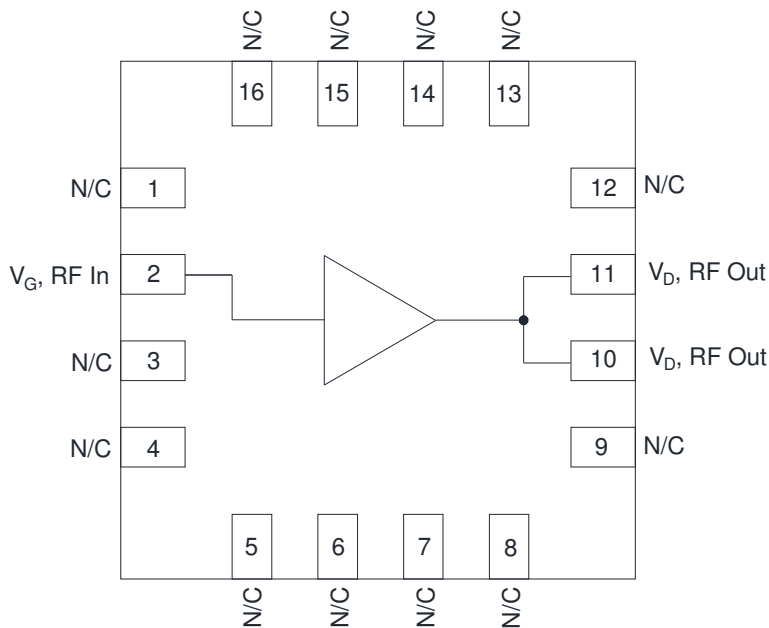 N/C N/C N/C N/C
16 15 14 13
N/C 1 12 N/C
V_G, RF In 2 11 V_D, RF Out
N/C 3 10 V_D, RF Out
N/C 4 9 N/C
5 6 7 8
N/C N/C N/C N/C